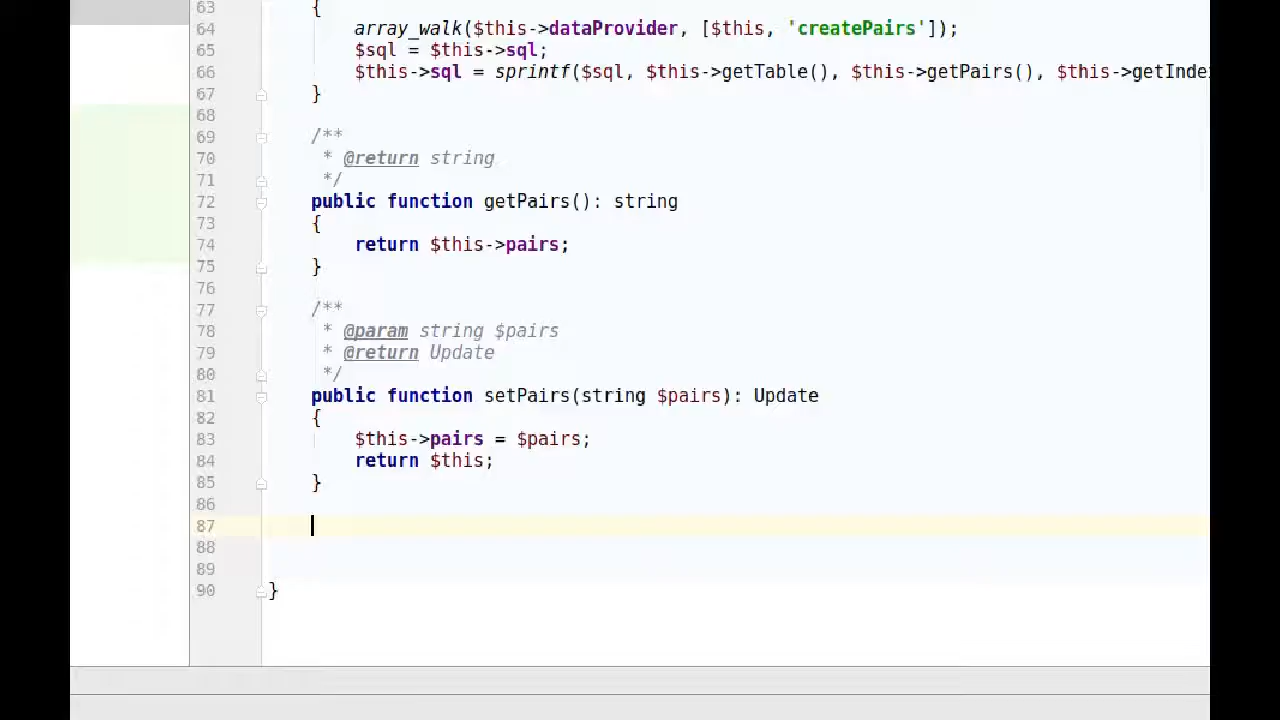 63 {
64 array_walk($this->dataProvider, [$this, 'createPairs']);
65 $sql = $this->sql;
66 $this->sql = sprintf($sql, $this->getTable(), $this->getPairs(), $this->getInde
67 }
68
69 /**
70 * @return string
71 */
72 public function getPairs(): string
73 {
74 return $this->pairs;
75 }
76
77 /**
78 * @param string $pairs
79 * @return Update
80 */
81 public function setPairs(string $pairs): Update
82 {
83 $this->pairs = $pairs;
84 return $this;
85 }
86
87
88
89
90 }